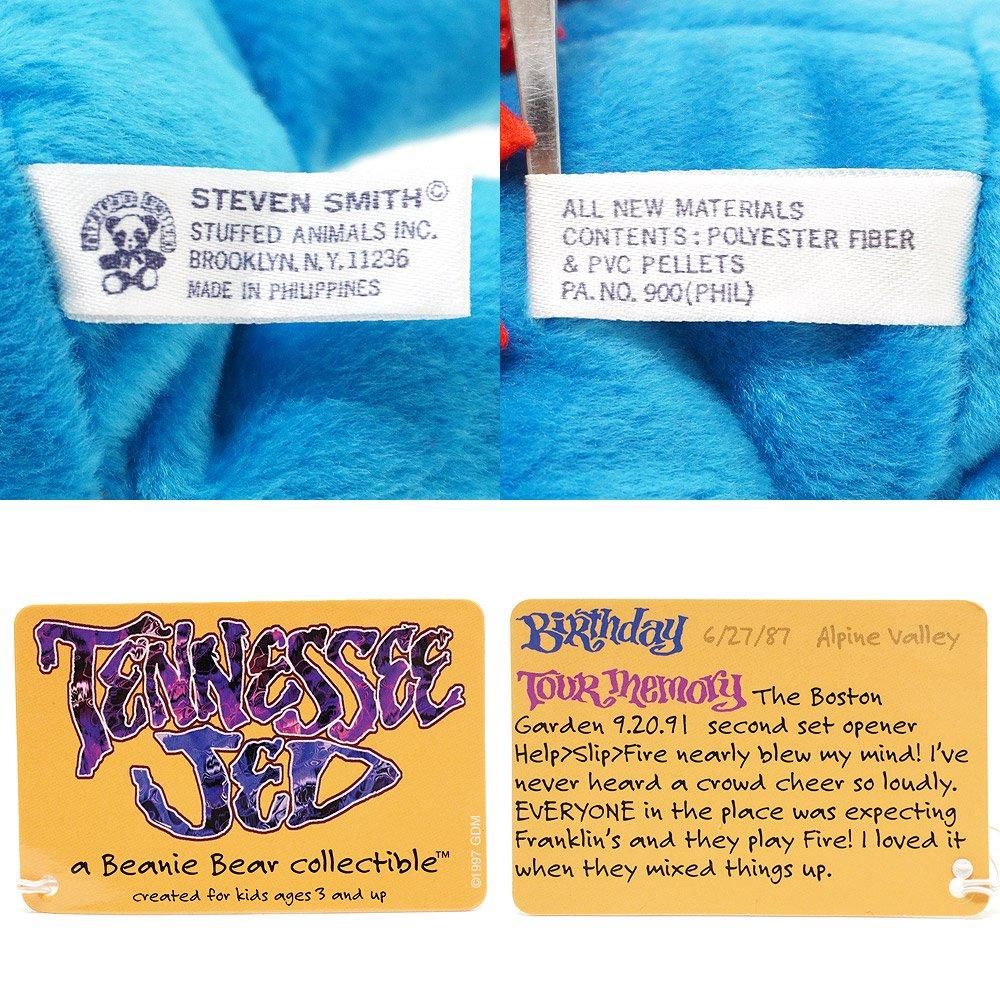 STEVEN SMITH©
STUFFED ANIMALS INC.
BROOKLYN, N.Y. 11236
MADE IN PHILIPPINES
ALL NEW MATERIALS
CONTENTS: POLYESTER FIBER
& PVC PELLETS
PA. NO. 900(PHIL)
TENNESSEE
JED
a Beanie Bear collectible™
created for kids ages 3 and up
©1997 GDM
Birthday 6/27/87 Alpine Valley
Tour Memory The Boston
Garden 9.20.91 second set opener
Help>Slip>Fire nearly blew my mind! I've
never heard a crowd cheer so loudly.
EVERYONE in the place was expecting
Franklin's and they play Fire! I loved it
when they mixed things up.